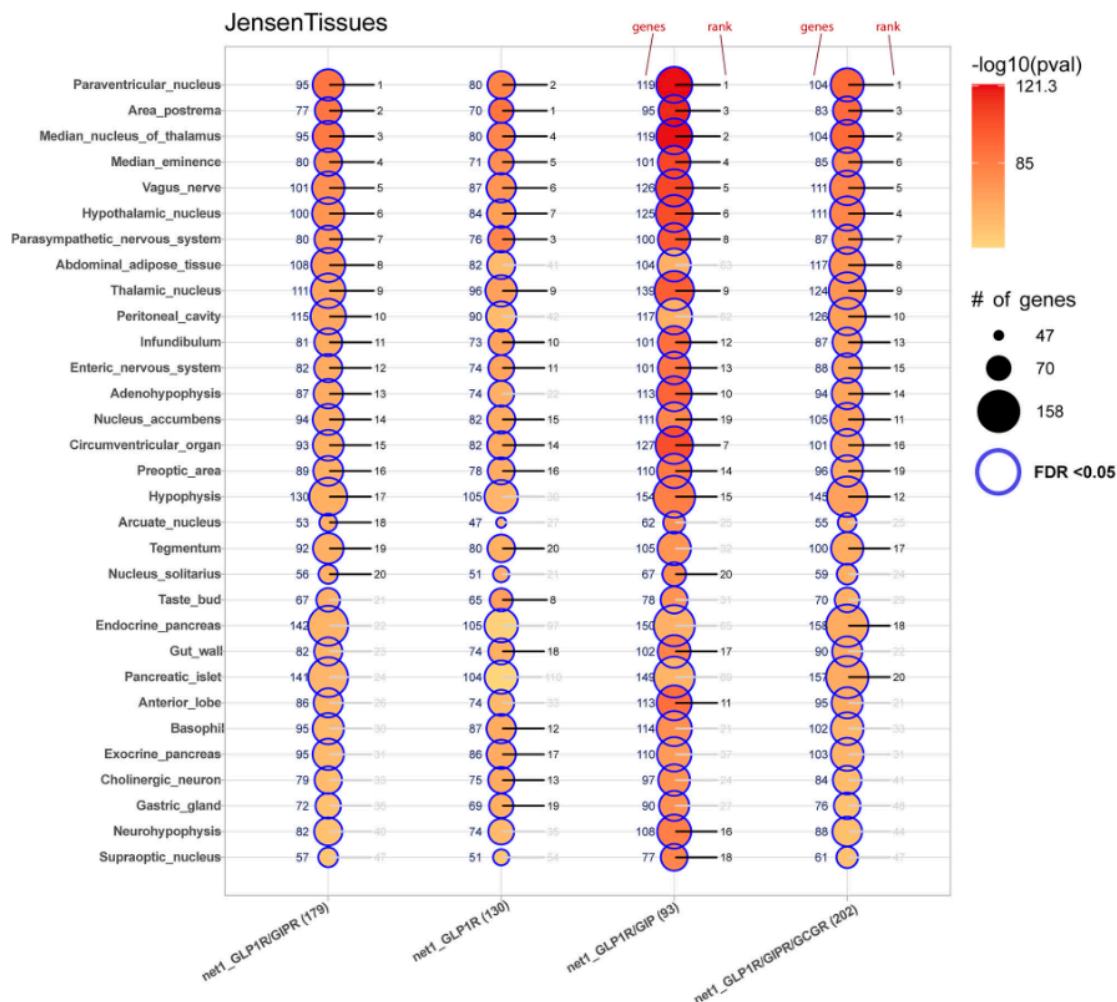 JensenTissues
genes rank genes rank
Paraventricular_nucleus 95 1 80 2 119 1 104 1
Area_postrema 77 2 70 1 95 3 83 3
Median_nucleus_of_thalamus 95 3 80 4 119 2 104 2
Median_eminence 80 4 71 5 101 4 85 6
Vagus_nerve 101 5 87 6 126 5 111 5
Hypothalamic_nucleus 100 6 84 7 125 6 111 4
Parasympathetic_nervous_system 80 7 76 3 100 8 87 7
Abdominal_adipose_tissue 108 8 82 41 104 63 117 8
Thalamic_nucleus 111 9 96 9 139 9 124 9
Peritoneal_cavity 115 10 90 42 117 62 126 10
Infundibulum 81 11 73 10 101 12 87 13
Enteric_nervous_system 82 12 74 11 101 13 88 15
Adenohypophysis 87 13 74 22 113 10 94 14
Nucleus_accumbens 94 14 82 15 111 19 105 11
Circumventricular_organ 93 15 82 14 127 7 101 16
Preoptic_area 89 16 78 16 110 14 96 19
Hypophysis 130 17 105 30 154 15 145 12
Arcuate_nucleus 53 18 47 27 62 25 55 25
Tegmentum 92 19 80 20 105 32 100 17
Nucleus_solitarius 56 20 51 21 67 20 59 24
Taste_bud 67 21 65 8 78 31 70 29
Endocrine_pancreas 142 22 105 97 150 65 158 18
Gut_wall 82 23 74 18 102 17 90 22
Pancreatic_islet 141 24 104 110 149 69 157 20
Anterior_lobe 86 26 74 33 113 11 95 21
Basophil 95 30 87 12 114 21 102 33
Exocrine_pancreas 95 31 86 17 110 37 103 31
Cholinergic_neuron 79 33 75 13 97 24 84 41
Gastric_gland 72 36 69 19 90 27 76 48
Neurohypophysis 82 40 74 35 108 16 88 44
Supraoptic_nucleus 57 47 51 54 77 18 61 47
net1_GLP1R/GIPR (179)
net1_GLP1R (130)
net1_GLP1R/GIP (93)
net1_GLP1R/GIPR/GCGR (202)
-log10(pval)
121.3
85
# of genes
47
70
158
FDR <0.05